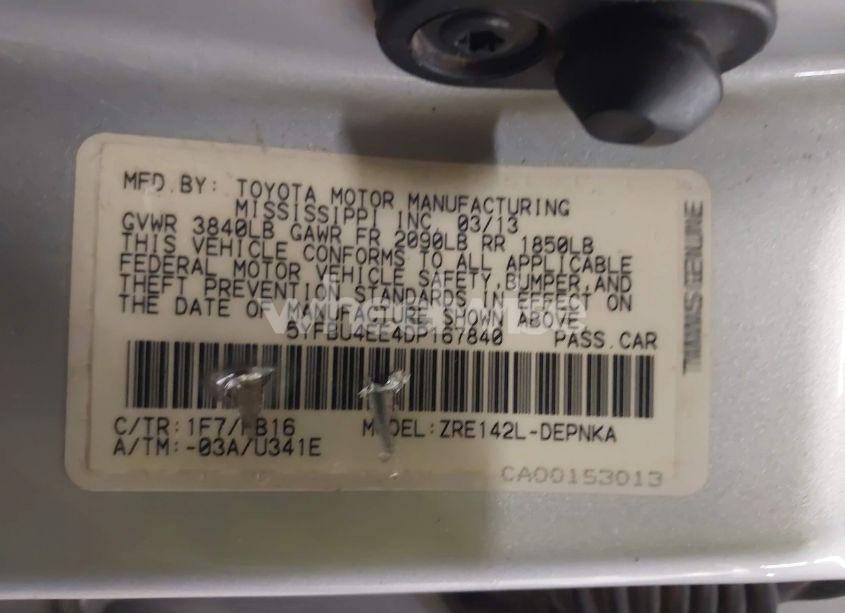 MFD.BY: TOYOTA MOTOR MANUFACTURING
MISSISSIPPI INC. 03/13
GVWR 3840LB GAWR FR 2090LB RR 1850LB
THIS VEHICLE CONFORMS TO ALL APPLICABLE
FEDERAL MOTOR VEHICLE SAFETY,BUMPER,AND
THEFT PREVENTION STANDARDS IN EFFECT ON
THE DATE OF MANUFACTURE SHOWN ABOVE.
5YFBU4EE4DP167840 PASS.CAR
C/TR:1F7/FB16 MODEL:ZRE142L-DEPNKA
A/TM:-03A/U341E
CA00153013